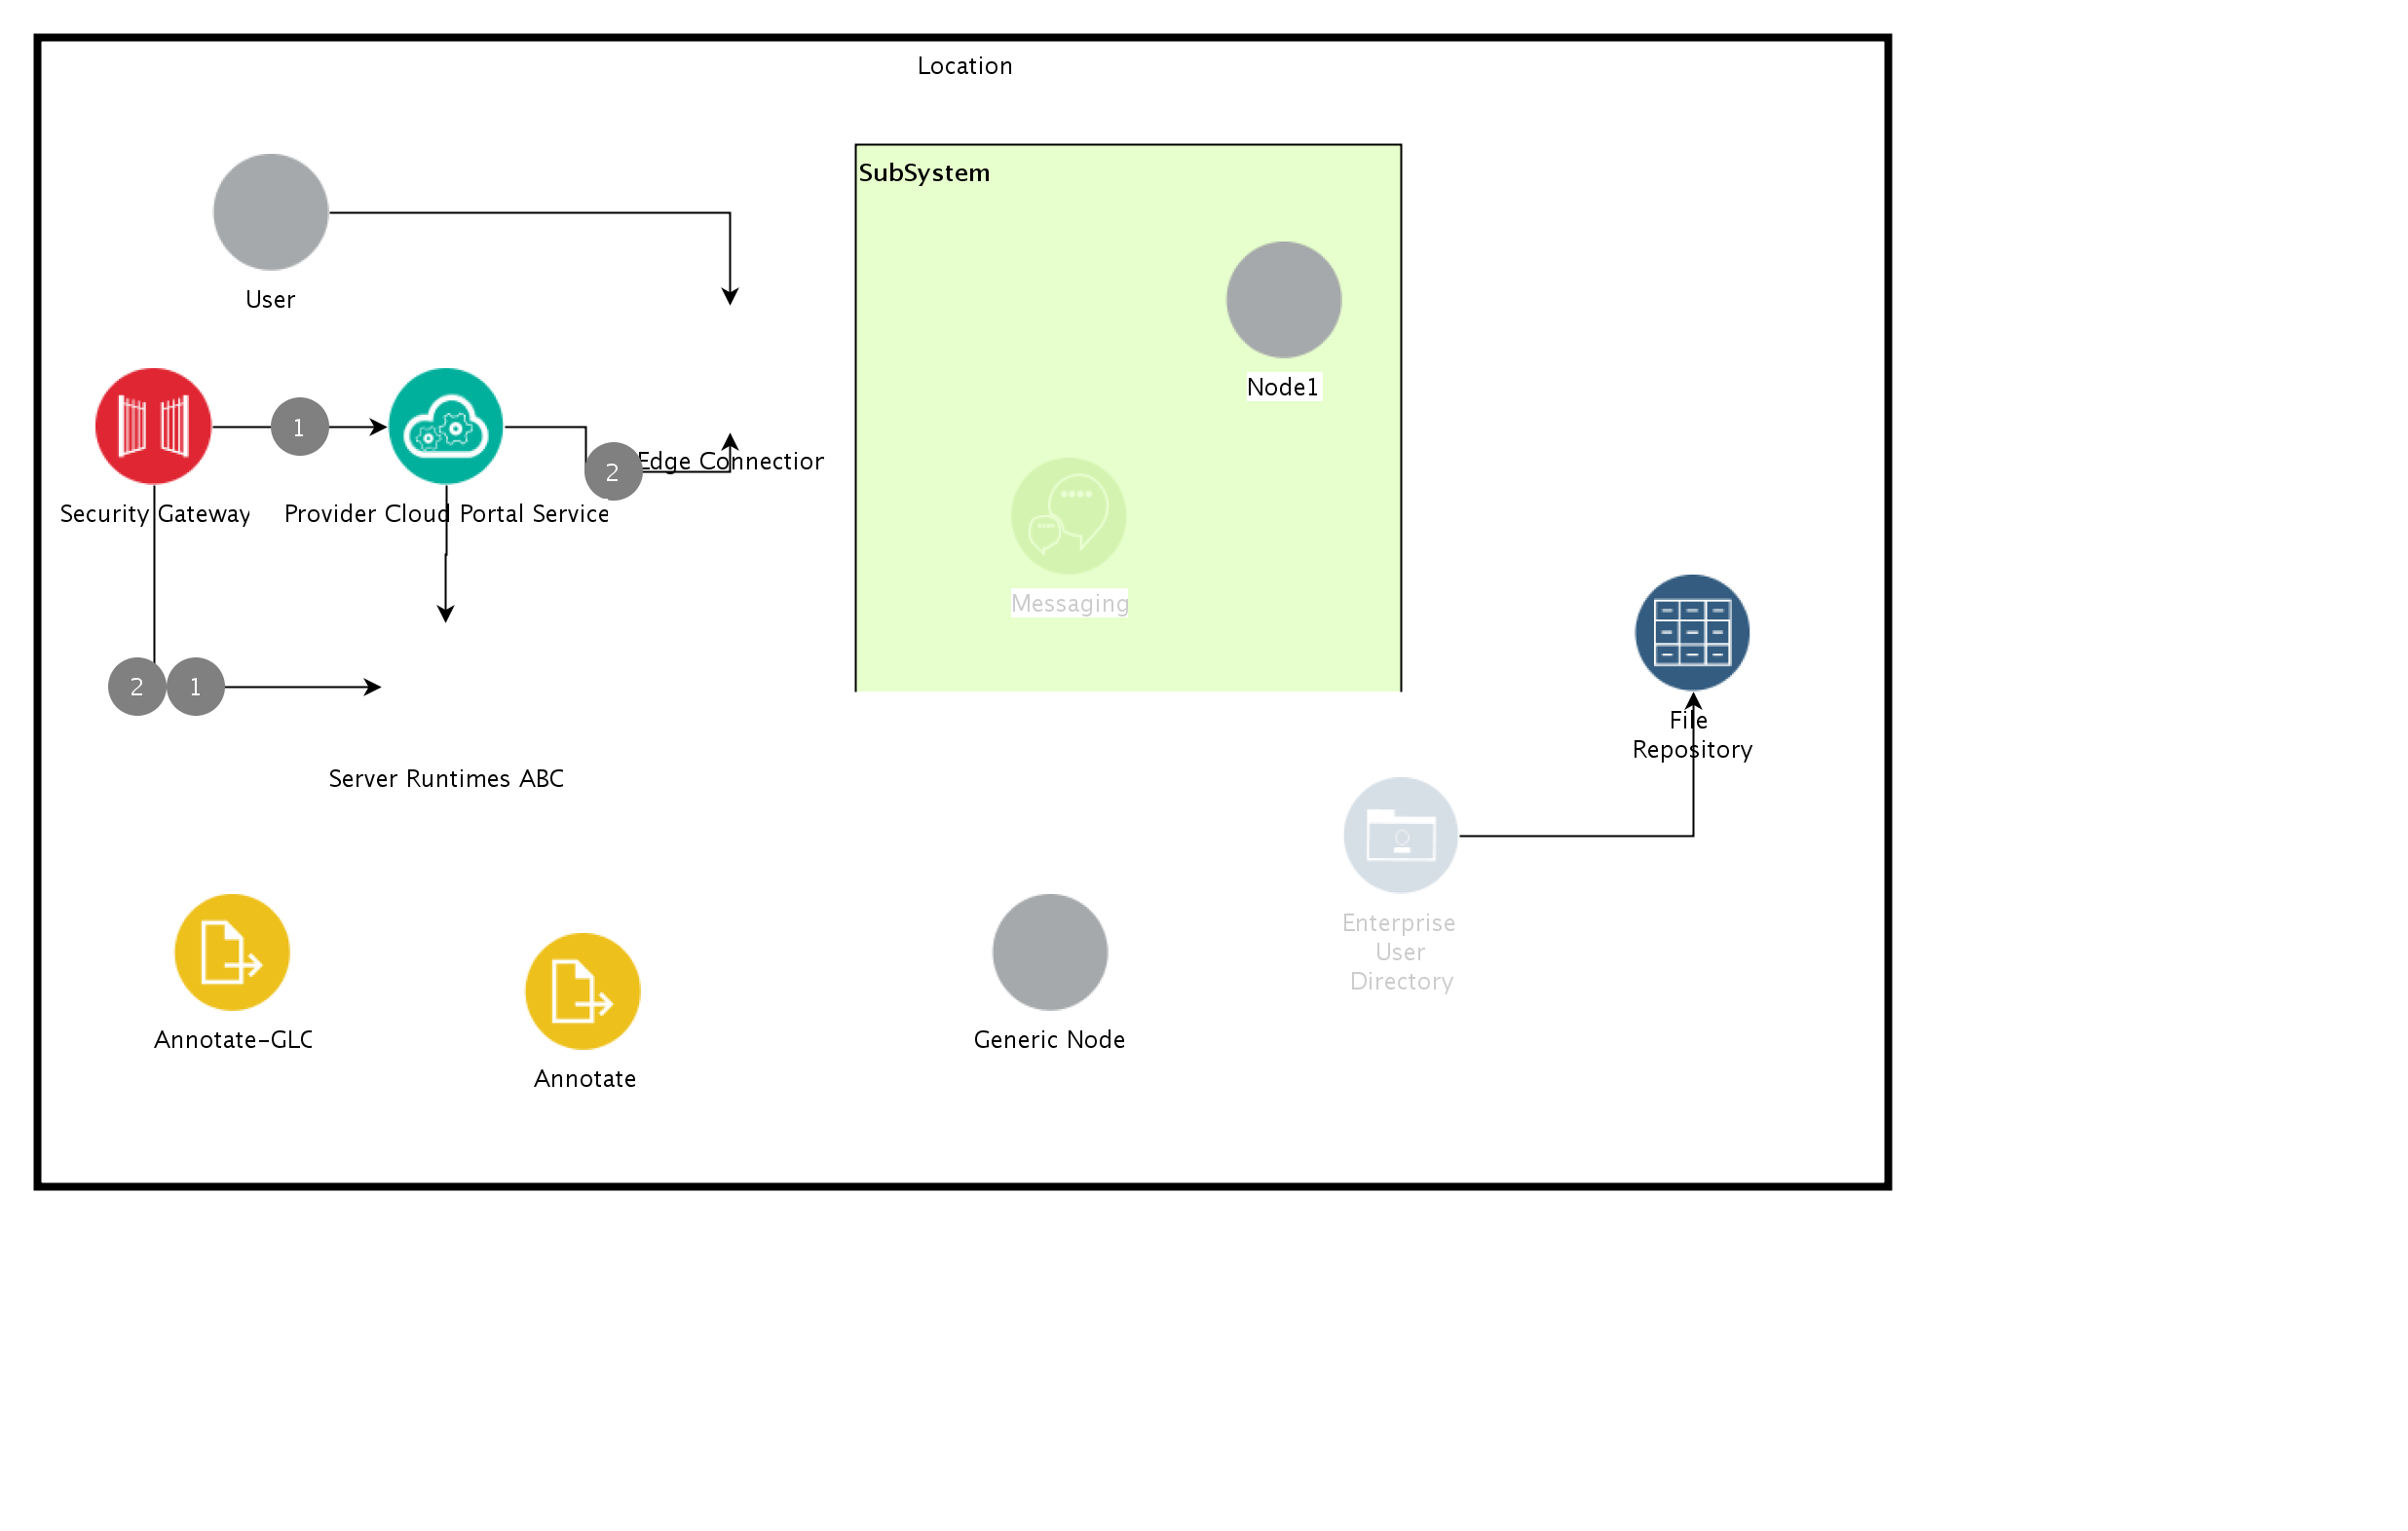 Location
SubSystem
User
Node1
1
Edge Connection
2
Security Gateway
Provider Cloud Portal Service
Messaging
2
1
File
Repository
Server Runtimes ABC
Enterprise
User
Directory
Annotate-GLC
Generic Node
Annotate